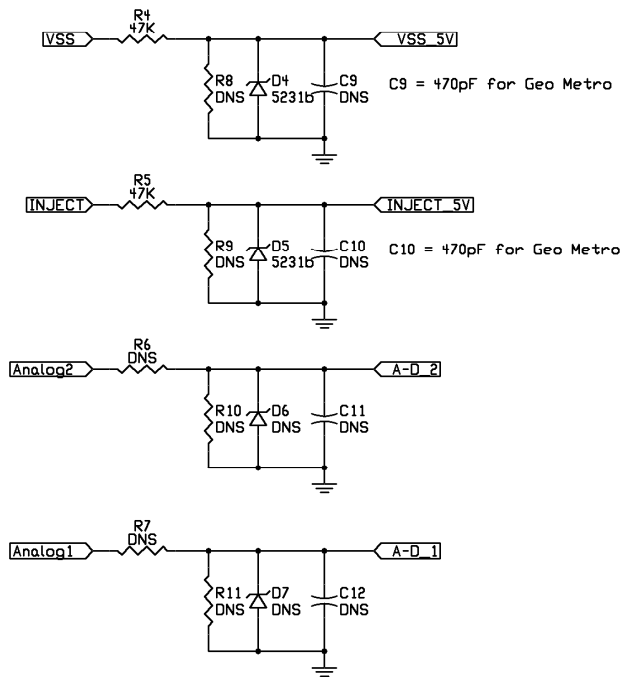 R4
47K
VSS
VSS_5V
R8
DNS
D4
5231b
C9
DNS
C9 = 470pF for Geo Metro
R5
47K
INJECT
INJECT_5V
R9
DNS
D5
5231b
C10
DNS
C10 = 470pF for Geo Metro
R6
DNS
Analog2
A-D_2
R10
DNS
D6
DNS
C11
DNS
R7
DNS
Analog1
A-D_1
R11
DNS
D7
DNS
C12
DNS